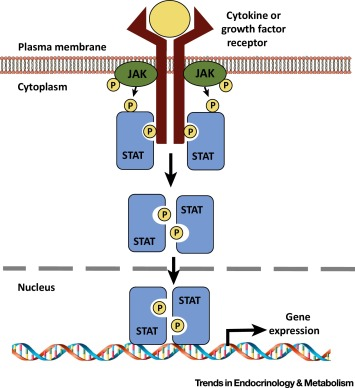 Cytokine or
growth factor
receptor
Plasma membrane
JAK
JAK
P
P
Cytoplasm
P
P
P
P
STAT
STAT
P
P
STAT
STAT
Nucleus
P
P
STAT
STAT
Gene
expression
Trends in Endocrinology & Metabolism